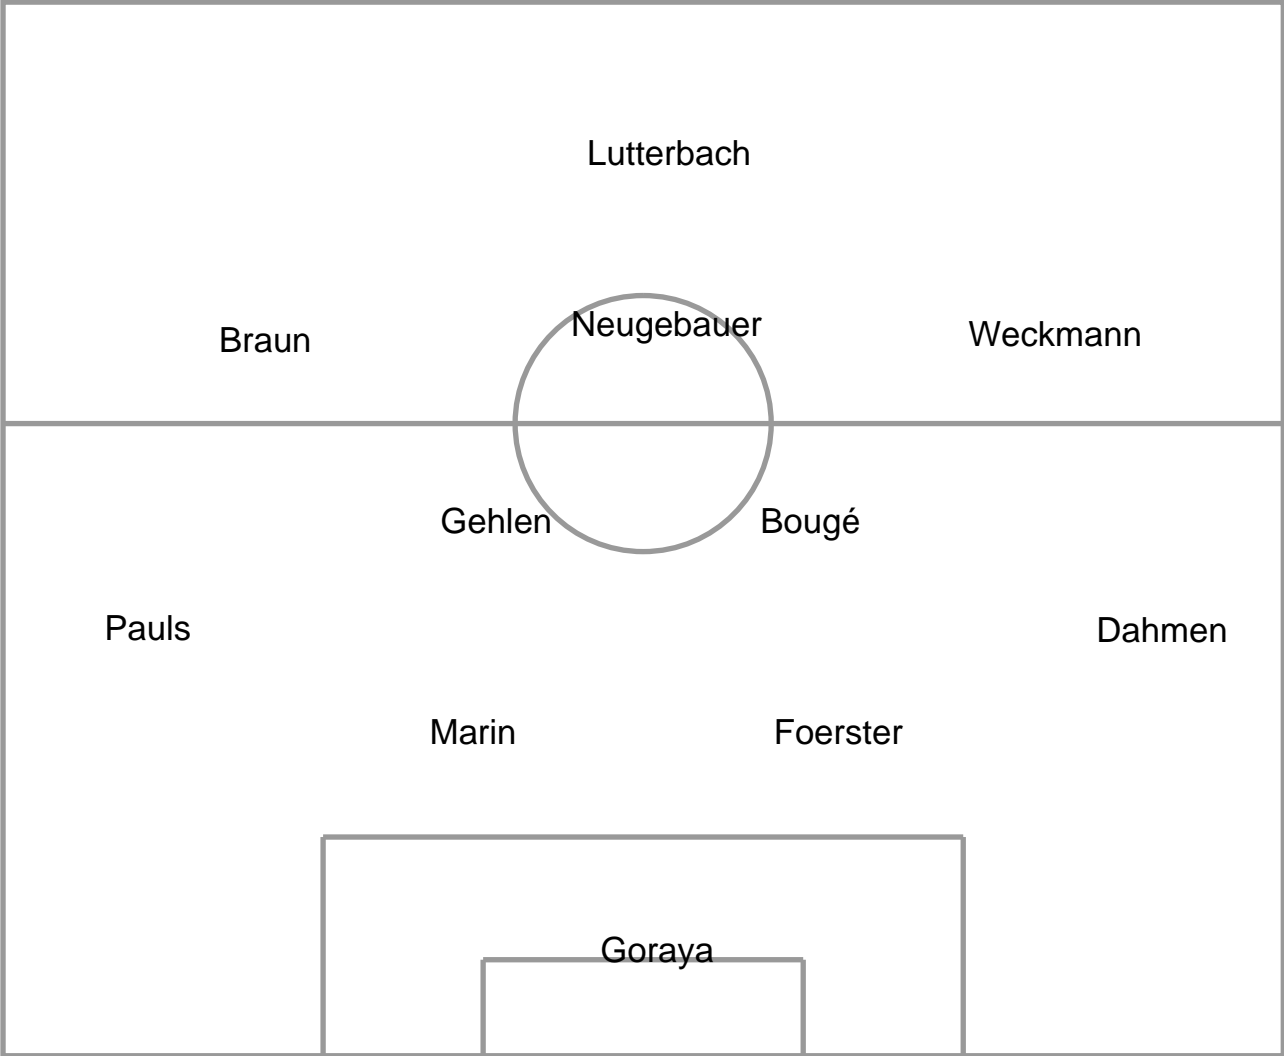 Lutterbach
Braun
Neugebauer
Weckmann
Gehlen
Bougé
Pauls
Dahmen
Marin
Foerster
Goraya